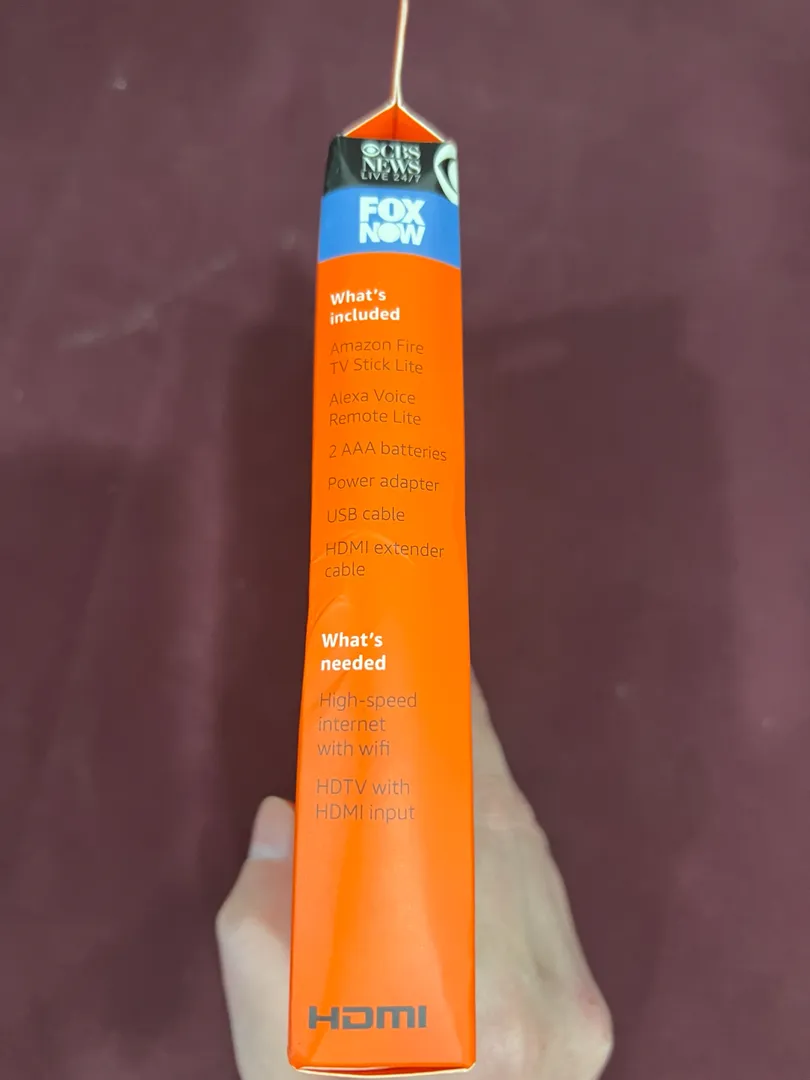 CBS
NEWS
LIVE 24/7
FOX
NOW
What's
included
Amazon Fire
TV Stick Lite
Alexa Voice
Remote Lite
2 AAA batteries
Power adapter
USB cable
HDMI extender
cable
What's
needed
High-speed
internet
with wifi
HDTV with
HDMI input
HDMI